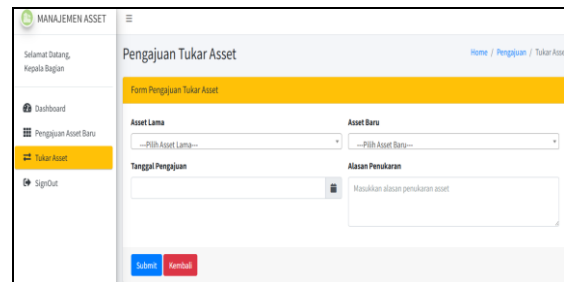 MANAJEMEN ASSET
Selamat Datang,
Kepala Bagian
Dashboard
Pengajuan Asset Baru
Tukar Asset
SignOut
Pengajuan Tukar Asset
Home / Pengajuan / Tukar Asse
Form Pengajuan Tukar Asset
Asset Lama
---Pilih Asset Lama---
Asset Baru
---Pilih Asset Baru---
Tanggal Pengajuan
Alasan Penukaran
Masukkan alasan penukaran asset
Submit
Kembali